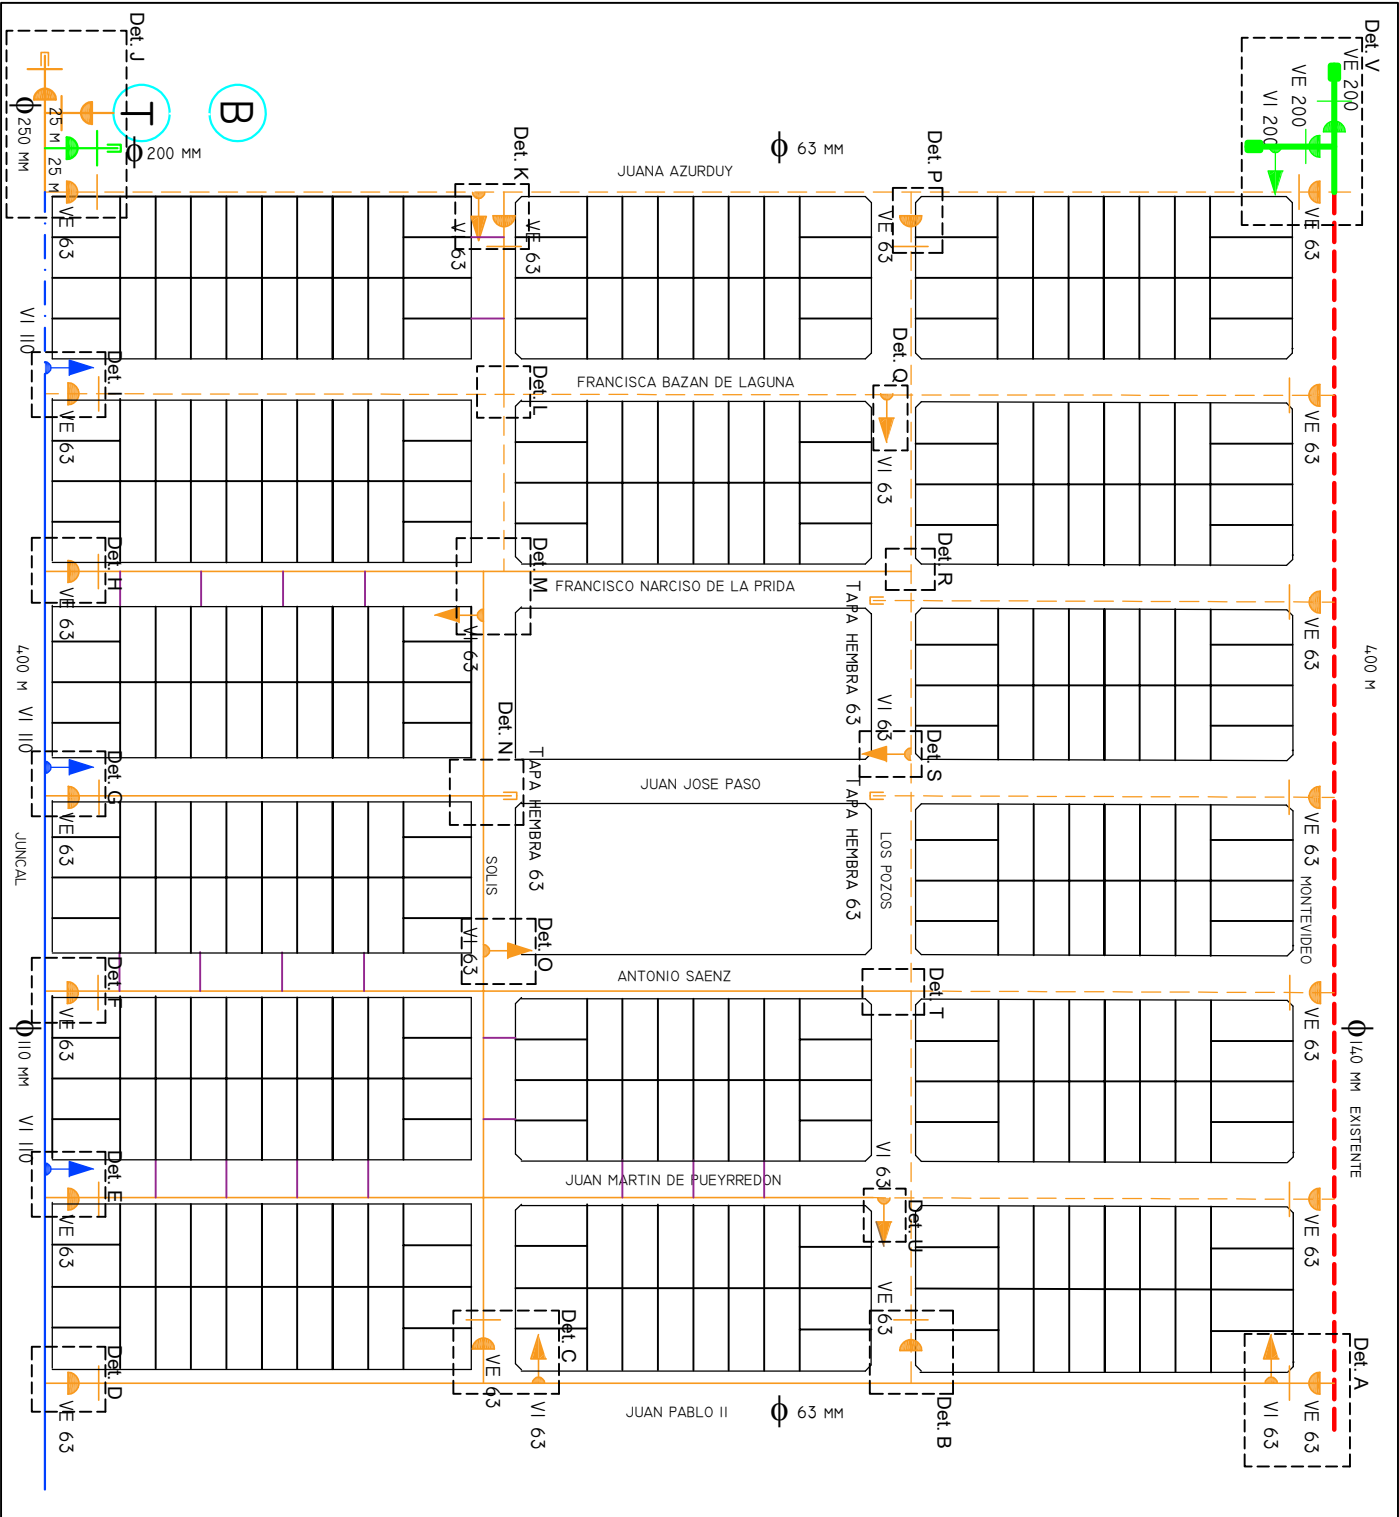 Det. J
25 M
25 M
Φ 250 MM
Φ 200 MM
T
B
VE 63
Det. K
VI 63
VE 63
Φ 63 MM
JUANA AZURDUY
Det. P
VE 63
Det. V
VE 200
VE 200
VI 200
VE 63
VI 110
Det. I
VE 63
Det. L
FRANCISCA BAZAN DE LAGUNA
Det. Q
VI 63
VE 63
Det. H
VE 63
Det. M
VI 63
FRANCISCO NARCISO DE LA PRIDA
Det. R
TAPA HEMBRA 63
VE 63
400 M
400 M
VI 110
Det. G
VE 63
JUNCAL
Det. N
TAPA HEMBRA 63
SOLIS
JUAN JOSE PASO
VI 63
Det. S
TAPA HEMBRA 63
LOS POZOS
VE 63
MONTEVIDEO
Det. F
VE 63
Det. O
VI 63
ANTONIO SAENZ
Det. T
VE 63
Φ 140 MM EXISTENTE
Φ 110 MM
VI 110
Det. E
VE 63
JUAN MARTIN DE PUEYRREDON
VI 63
Det. U
VE 63
Det. D
VE 63
Det. C
VE 63
VI 63
JUAN PABLO II
Φ 63 MM
VE 63
Det. B
Det. A
VI 63
VE 63